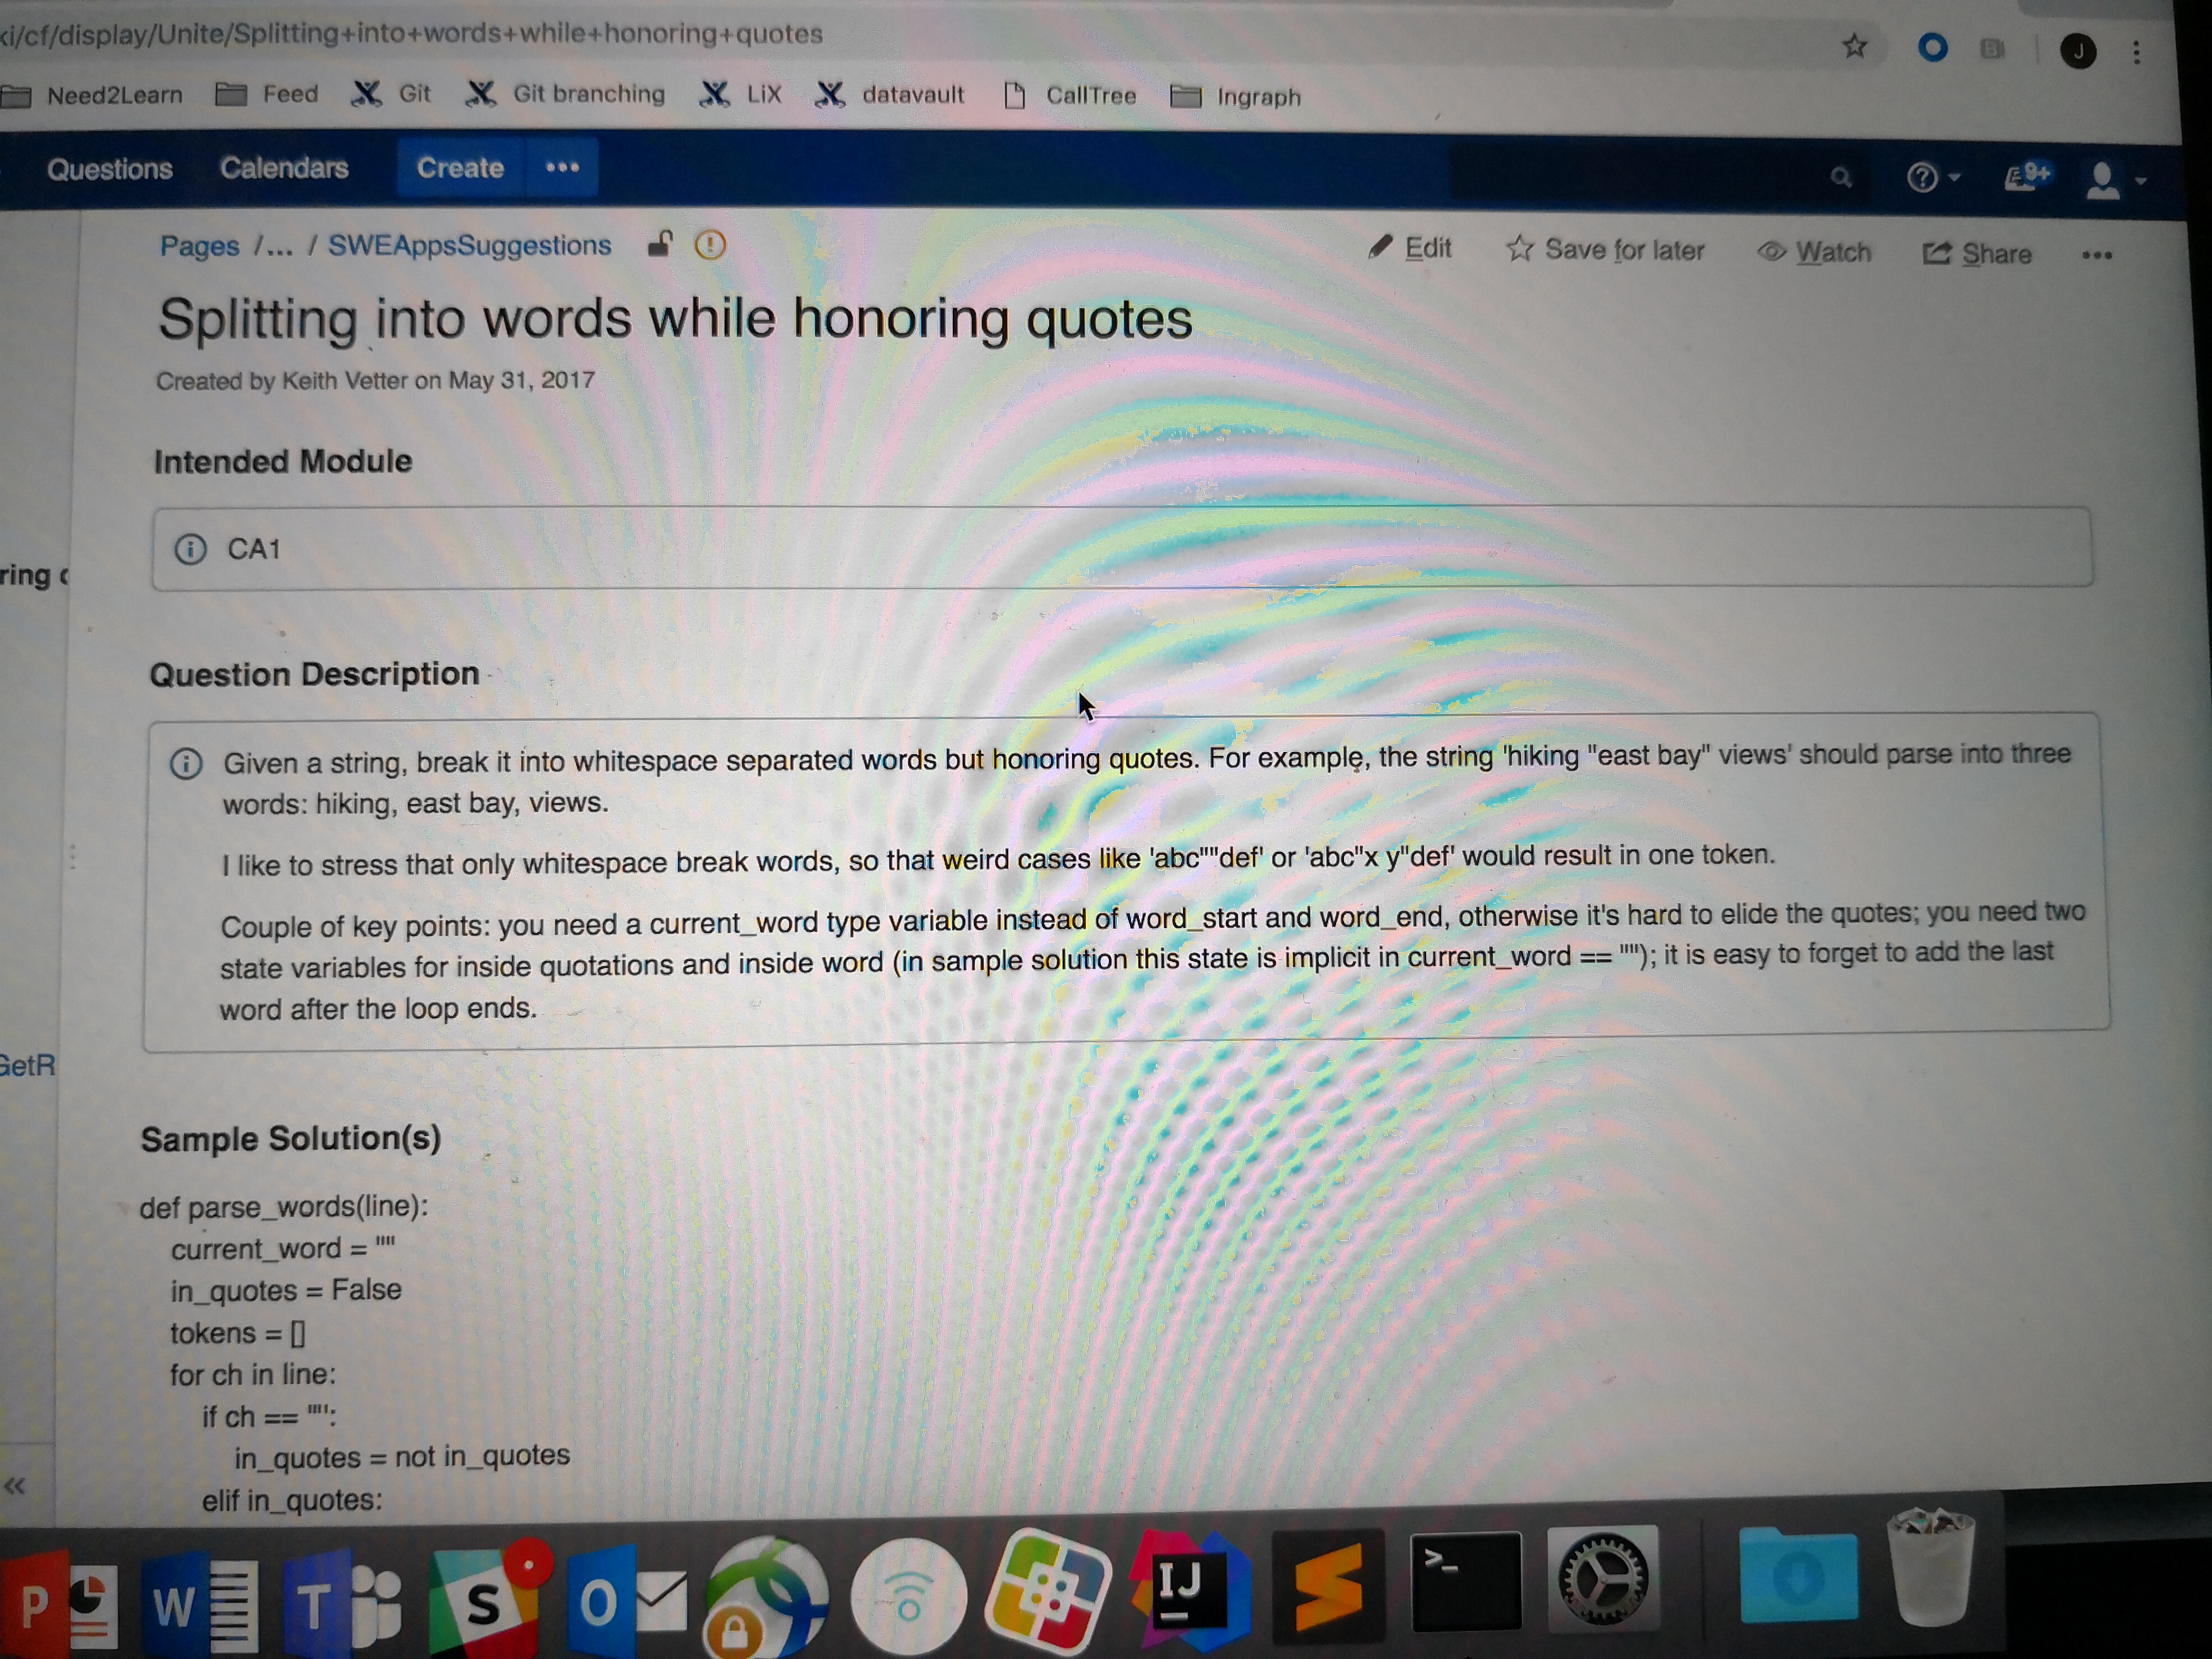 ki/cf/display/Unite/Splitting+into+words+while+honoring+quotes
J
Need2Learn Feed Git Git branching LiX datavault CallTree Ingraph
Questions Calendars Create ••• ? 9+
Pages /... / SWEAppsSuggestions ! Edit Save for later Watch Share •••
Splitting into words while honoring quotes
Created by Keith Vetter on May 31, 2017
Intended Module
i CA1
ring
Question Description
i Given a string, break it into whitespace separated words but honoring quotes. For example, the string 'hiking "east bay" views' should parse into three
words: hiking, east bay, views.
I like to stress that only whitespace break words, so that weird cases like 'abc""def' or 'abc"x y"def' would result in one token.
Couple of key points: you need a current_word type variable instead of word_start and word_end, otherwise it's hard to elide the quotes; you need two
state variables for inside quotations and inside word (in sample solution this state is implicit in current_word == ""); it is easy to forget to add the last
word after the loop ends.
GetR
Sample Solution(s)
def parse_words(line):
current_word = ""
in_quotes = False
tokens = []
for ch in line:
if ch == '"':
in_quotes = not in_quotes
«
elif in_quotes:
P W T S O IJ >_